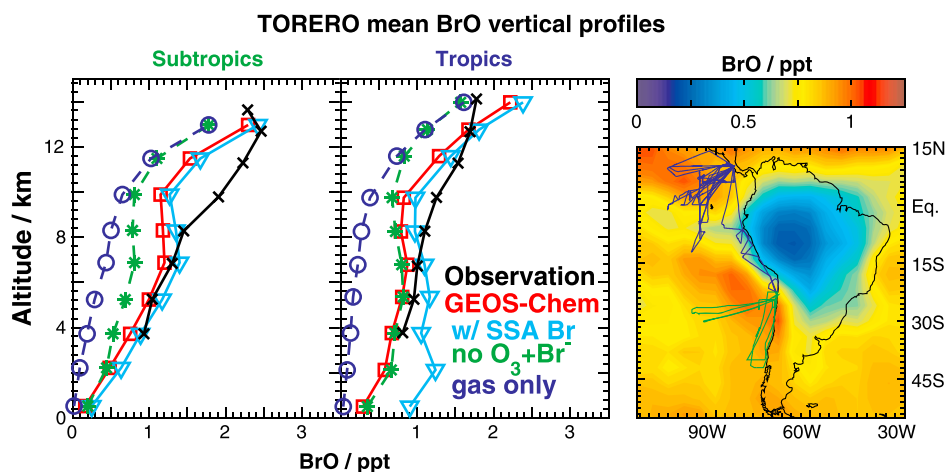 TORERO mean BrO vertical profiles
Subtropics
Tropics
BrO / ppt
0 0.5 1
Altitude / km
12
8
4
0 1 2 3
1 2 3
BrO / ppt
Observation
GEOS-Chem
w/ SSA Br
no O3+Br-
gas only
15N
Eq.
15S
30S
45S
90W 60W 30W